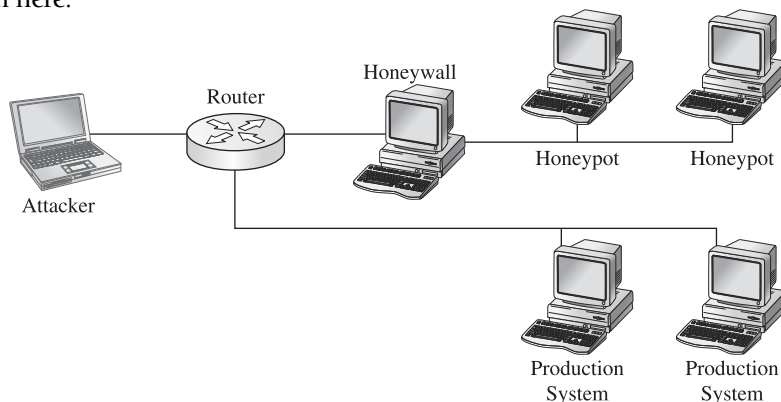 Honeywall
Router
Attacker
Honeypot
Honeypot
Production
System
Production
System